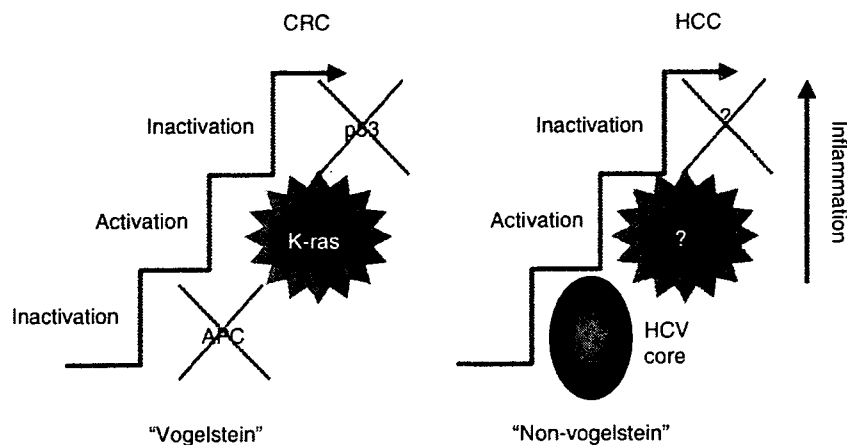 CRC
Inactivation
p53
Activation
K-ras
Inactivation
APC
"Vogelstein"
HCC
Inactivation
?
Activation
?
HCV
core
Inflammation
"Non-vogelstein"